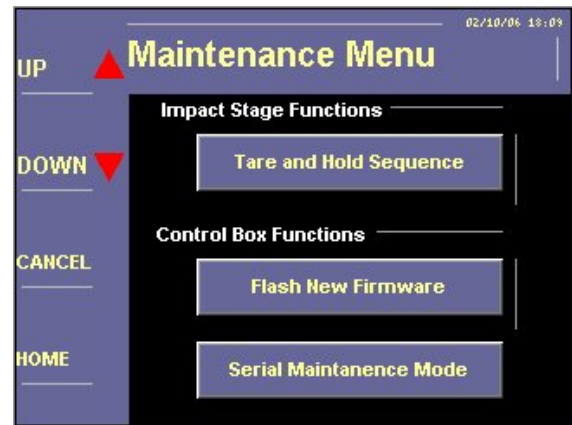 02/10/06 18:09
Maintenance Menu
UP
Impact Stage Functions
DOWN
Tare and Hold Sequence
Control Box Functions
CANCEL
Flash New Firmware
HOME
Serial Maintanence Mode